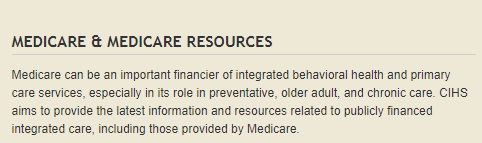 MEDICARE & MEDICARE RESOURCES
Medicare can be an important financier of integrated behavioral health and primary
care services, especially in its role in preventative, older adult, and chronic care. CIHS
aims to provide the latest information and resources related to publicly financed
integrated care, including those provided by Medicare.